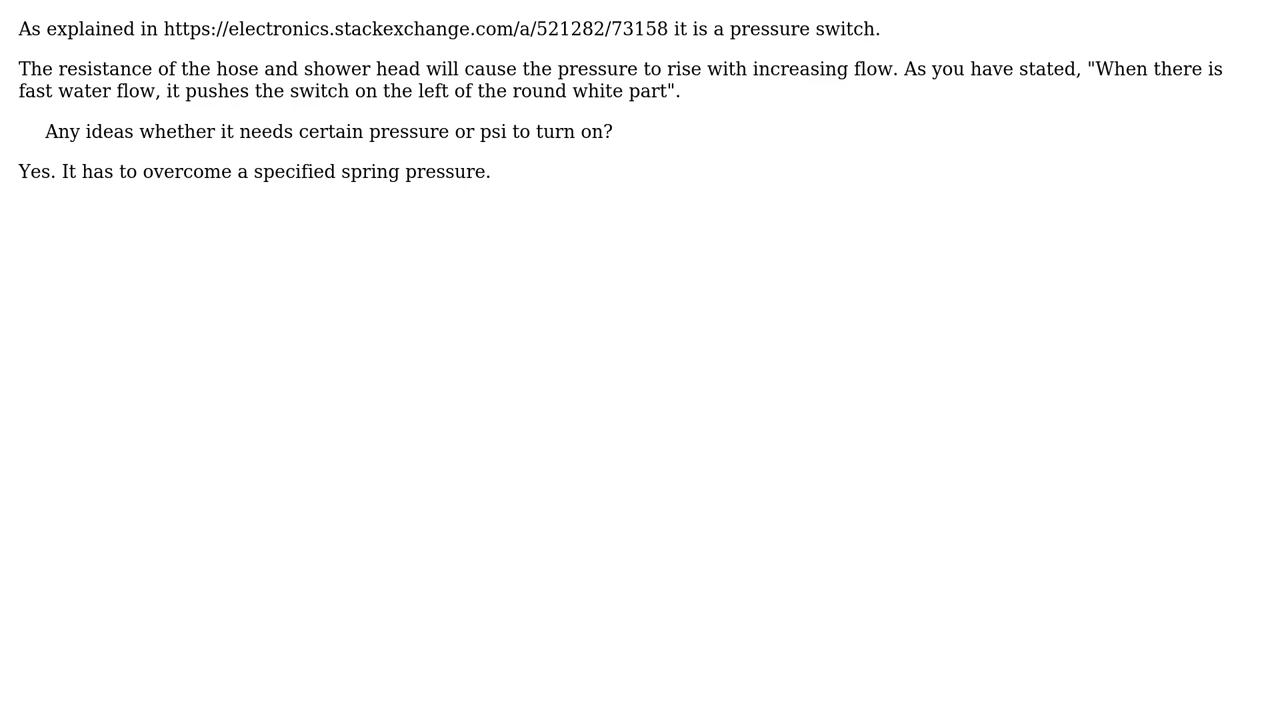 As explained in https://electronics.stackexchange.com/a/521282/73158 it is a pressure switch.
The resistance of the hose and shower head will cause the pressure to rise with increasing flow. As you have stated, "When there is
fast water flow, it pushes the switch on the left of the round white part".
Any ideas whether it needs certain pressure or psi to turn on?
Yes. It has to overcome a specified spring pressure.